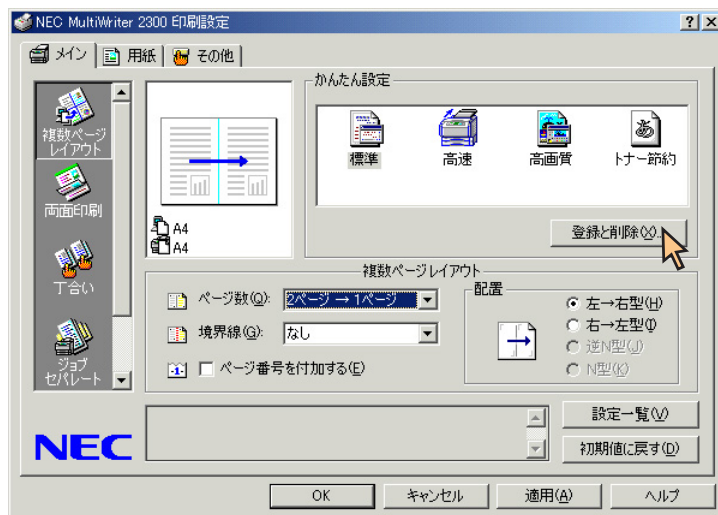 NEC MultiWriter 2300 印刷設定
メイン
用紙
その他
複数ページ
レイアウト
両面印刷
丁合い
ジョブ
セパレート
A4
A4
かんたん設定
標準
高速
高画質
あ
トナー節約
登録と削除(X)...
複数ページレイアウト
ページ数(Q):
2ページ → 1ページ
境界線(G):
なし
-1-
ページ番号を付加する(E)
配置
左→右型(H)
右→左型(I)
逆N型(J)
N型(K)
NEC
設定一覧(V)
初期値に戻す(D)
OK
キャンセル
適用(A)
ヘルプ